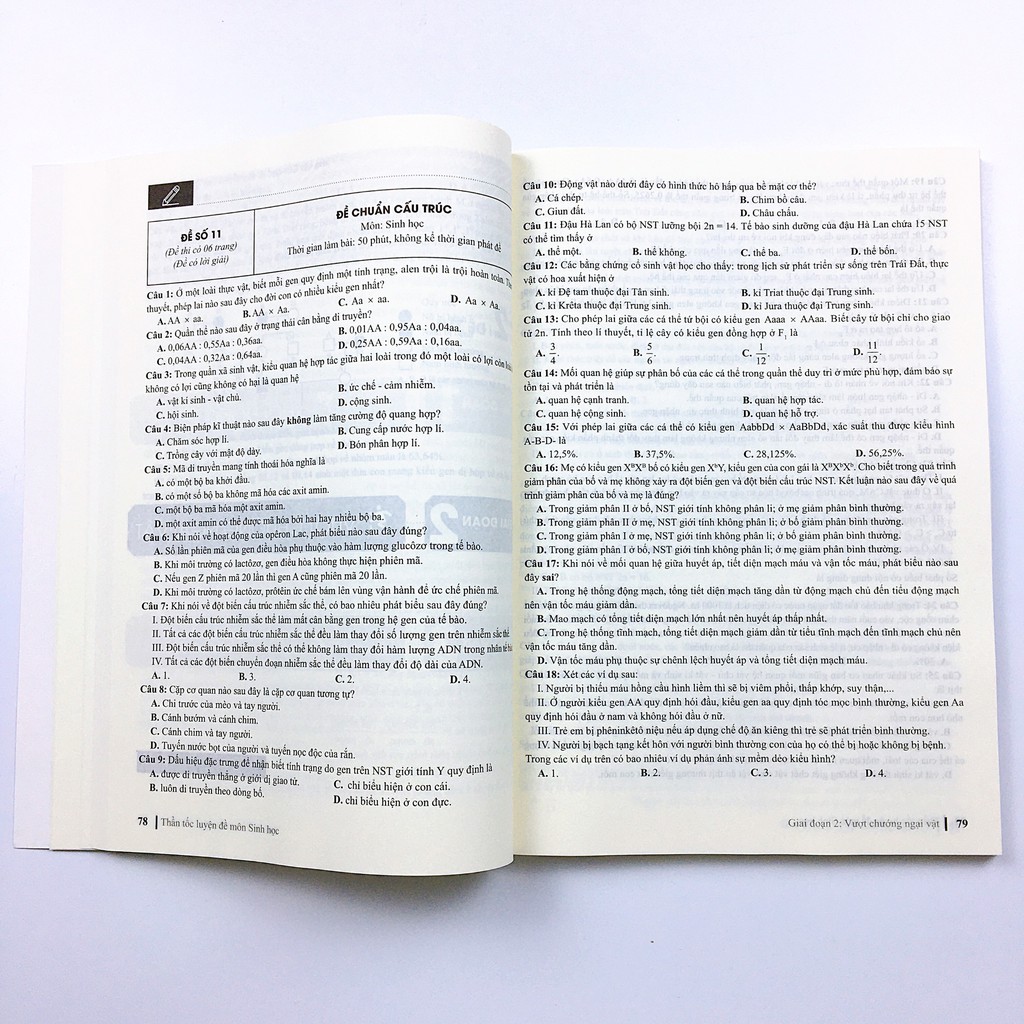 ĐỀ SỐ 11
(Đề thi có 06 trang)
(Đề có lời giải)
ĐỀ CHUẨN CẤU TRÚC
Môn: Sinh học
Thời gian làm bài: 50 phút, không kể thời gian phát đề
Câu 1: Ở một loài thực vật, biết mỗi gen quy định một tính trạng, alen trội là trội hoàn toàn.
thuyết, phép lai nào sau đây cho đời con có nhiều kiểu gen nhất?
A. AA × aa. B. AA × Aa. C. Aa × aa. D. Aa × Aa.
Câu 2: Quần thể nào sau đây ở trạng thái cân bằng di truyền?
A. 0,06AA : 0,55Aa : 0,36aa. B. 0,01AA : 0,95Aa : 0,04aa.
C. 0,04AA : 0,32Aa : 0,64aa. D. 0,25AA : 0,59Aa : 0,16aa.
Câu 3: Trong quần xã sinh vật, kiểu quan hệ hợp tác giữa hai loài trong đó một loài có lợi còn loài
không có lợi cũng không có hại là quan hệ
A. vật kí sinh - vật chủ. B. ức chế - cảm nhiễm.
C. hội sinh. D. cộng sinh.
Câu 4: Biện pháp kĩ thuật nào sau đây không làm tăng cường độ quang hợp?
A. Chăm sóc hợp lí. B. Cung cấp nước hợp lí.
C. Trồng cây với mật độ dày. D. Bón phân hợp lí.
Câu 5: Mã di truyền mang tính thoái hóa nghĩa là
A. có một bộ ba khởi đầu.
B. có một số bộ ba không mã hóa các axit amin.
C. một bộ ba mã hóa một axit amin.
D. một axit amin có thể được mã hóa bởi hai hay nhiều bộ ba.
Câu 6: Khi nói về hoạt động của opêron Lac, phát biểu nào sau đây đúng?
A. Số lần phiên mã của gen điều hòa phụ thuộc vào hàm lượng glucôzơ trong tế bào.
B. Khi môi trường có lactôzơ, gen điều hòa không thực hiện phiên mã.
C. Nếu gen Z phiên mã 20 lần thì gen A cũng phiên mã 20 lần.
D. Khi môi trường có lactôzơ, prôtêin ức chế bám lên vùng vận hành để ức chế phiên mã.
Câu 7: Khi nói về đột biến cấu trúc nhiễm sắc thể, có bao nhiêu phát biểu sau đây đúng?
I. Đột biến cấu trúc nhiễm sắc thể làm mất cân bằng gen trong hệ gen của tế bào.
II. Tất cả các đột biến cấu trúc nhiễm sắc thể đều làm thay đổi số lượng gen trên nhiễm sắc thể.
III. Đột biến cấu trúc nhiễm sắc thể có thể không làm thay đổi hàm lượng ADN trong nhân tế bào
IV. Tất cả các đột biến chuyển đoạn nhiễm sắc thể đều làm thay đổi độ dài của ADN.
A. 1. B. 3. C. 2. D. 4.
Câu 8: Cặp cơ quan nào sau đây là cặp cơ quan tương tự?
A. Chi trước của mèo và tay người.
B. Cánh bướm và cánh chim.
C. Cánh chim và tay người.
D. Tuyến nước bọt của người và tuyến nọc độc của rắn.
Câu 9: Dấu hiệu đặc trưng để nhận biết tính trạng do gen trên NST giới tính Y quy định là
A. được di truyền thẳng ở giới dị giao tử. C. chỉ biểu hiện ở con cái.
B. luôn di truyền theo dòng bố. D. chỉ biểu hiện ở con đực.
78 | Thần tốc luyện đề môn Sinh học
Câu 10: Động vật nào dưới đây có hình thức hô hấp qua bề mặt cơ thể?
A. Cá chép. B. Chim bồ câu.
C. Giun đất. D. Châu chấu.
Câu 11: Đậu Hà Lan có bộ NST lưỡng bội 2n = 14. Tế bào sinh dưỡng của đậu Hà Lan chứa 15 NST
có thể tìm thấy ở
A. thể một. B. thể không. C. thể ba. D. thể bốn.
Câu 12: Các bằng chứng cổ sinh vật học cho thấy: trong lịch sử phát triển sự sống trên Trái Đất, thực
vật có hoa xuất hiện ở
A. kỉ Đệ tam thuộc đại Tân sinh. B. kỉ Triat thuộc đại Trung sinh.
C. kỉ Krêta thuộc đại Trung sinh. D. kỉ Jura thuộc đại Trung sinh.
Câu 13: Cho phép lai giữa các cá thể tứ bội có kiểu gen Aaaa × AAaa. Biết cây tứ bội chỉ cho giao
tử 2n. Tính theo lí thuyết, tỉ lệ cây có kiểu gen đồng hợp ở F₁ là
A. 3/4. B. 5/6. C. 1/12. D. 11/12.
Câu 14: Mối quan hệ giúp sự phân bố của các cá thể trong quần thể duy trì ở mức phù hợp, đảm bảo sự
tồn tại và phát triển là
A. quan hệ cạnh tranh. B. quan hệ hợp tác.
C. quan hệ cộng sinh. D. quan hệ hỗ trợ.
Câu 15: Với phép lai giữa các cá thể có kiểu gen AabbDd × AaBbDd, xác suất thu được kiểu hình
A-B-D- là
A. 12,5%. B. 37,5%. C. 28,125%. D. 56,25%.
Câu 16: Mẹ có kiểu gen XᴮXᴮ bố có kiểu gen XᵇY, kiểu gen của con gái là XᴮXᵇXᵇ. Cho biết trong quá trình
giảm phân của bố và mẹ không xảy ra đột biến gen và đột biến cấu trúc NST. Kết luận nào sau đây về quá
trình giảm phân của bố và mẹ là đúng?
A. Trong giảm phân II ở bố, NST giới tính không phân li; ở mẹ giảm phân bình thường.
B. Trong giảm phân II ở mẹ, NST giới tính không phân li; ở bố giảm phân bình thường.
C. Trong giảm phân I ở mẹ, NST giới tính không phân li; ở bố giảm phân bình thường.
D. Trong giảm phân I ở bố, NST giới tính không phân li; ở mẹ giảm phân bình thường.
Câu 17: Khi nói về mối quan hệ giữa huyết áp, tiết diện mạch máu và vận tốc máu, phát biểu nào sau
đây sai?
A. Trong hệ thống động mạch, tổng tiết diện mạch tăng dần từ động mạch chủ đến tiểu động mạch
nên vận tốc máu giảm dần.
B. Mao mạch có tổng tiết diện mạch lớn nhất nên huyết áp thấp nhất.
C. Trong hệ thống tĩnh mạch, tổng tiết diện mạch giảm dần từ tiểu tĩnh mạch đến tĩnh mạch chủ nên
vận tốc máu tăng dần.
D. Vận tốc máu phụ thuộc sự chênh lệch huyết áp và tổng tiết diện mạch máu.
Câu 18: Xét các ví dụ sau:
I. Người bị thiếu máu hồng cầu hình liềm thì sẽ bị viêm phổi, thấp khớp, suy thận,...
II. Ở người kiểu gen AA quy định hói đầu, kiểu gen aa quy định tóc mọc bình thường, kiểu gen Aa
quy định hói đầu ở nam và không hói đầu ở nữ.
III. Trẻ em bị phêninkêtô niệu nếu áp dụng chế độ ăn kiêng thì trẻ sẽ phát triển bình thường.
IV. Người bị bạch tạng kết hôn với người bình thường con của họ có thể bị hoặc không bị bệnh.
Trong các ví dụ trên có bao nhiêu ví dụ phản ánh sự mềm dẻo kiểu hình?
A. 1. B. 2. C. 3. D. 4.
Giai đoạn 2: Vượt chướng ngại vật | 79